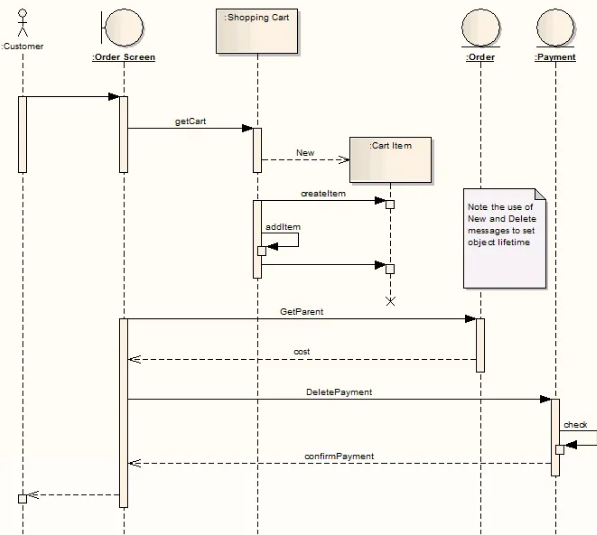 :Customer
:Order Screen
:Shopping Cart
:Order
:Payment
getCart
New
:Cart Item
createItem
addItem
Note the use of
New and Delete
messages to set
object lifetime
GetParent
cost
DeletePayment
check
confirmPayment